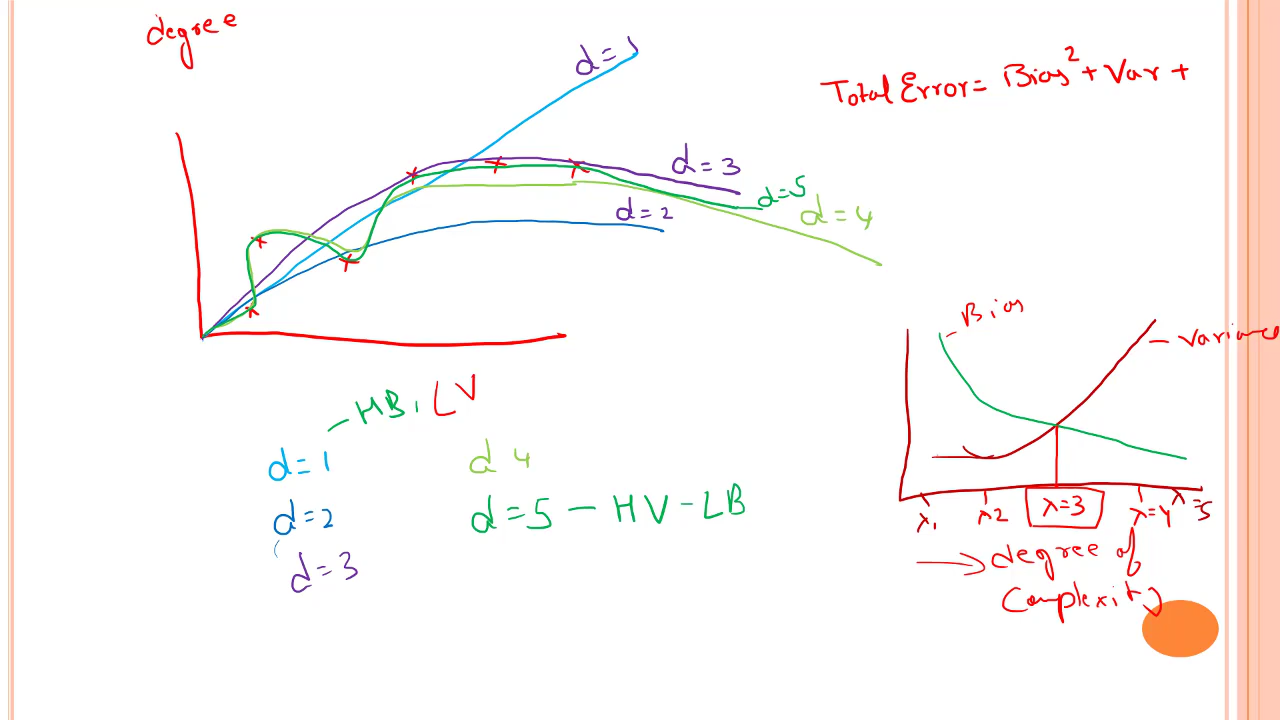 degree
d=1
Total Error= Bias² + Var +
d=3
d=5
d=2
d=4
Bias
Variance
HB, LV
d=1
d 4
d=2
d=5 - HV - LB
d=3
λ1
λ2
λ=3
λ=4
λ=5
degree of
Complexity